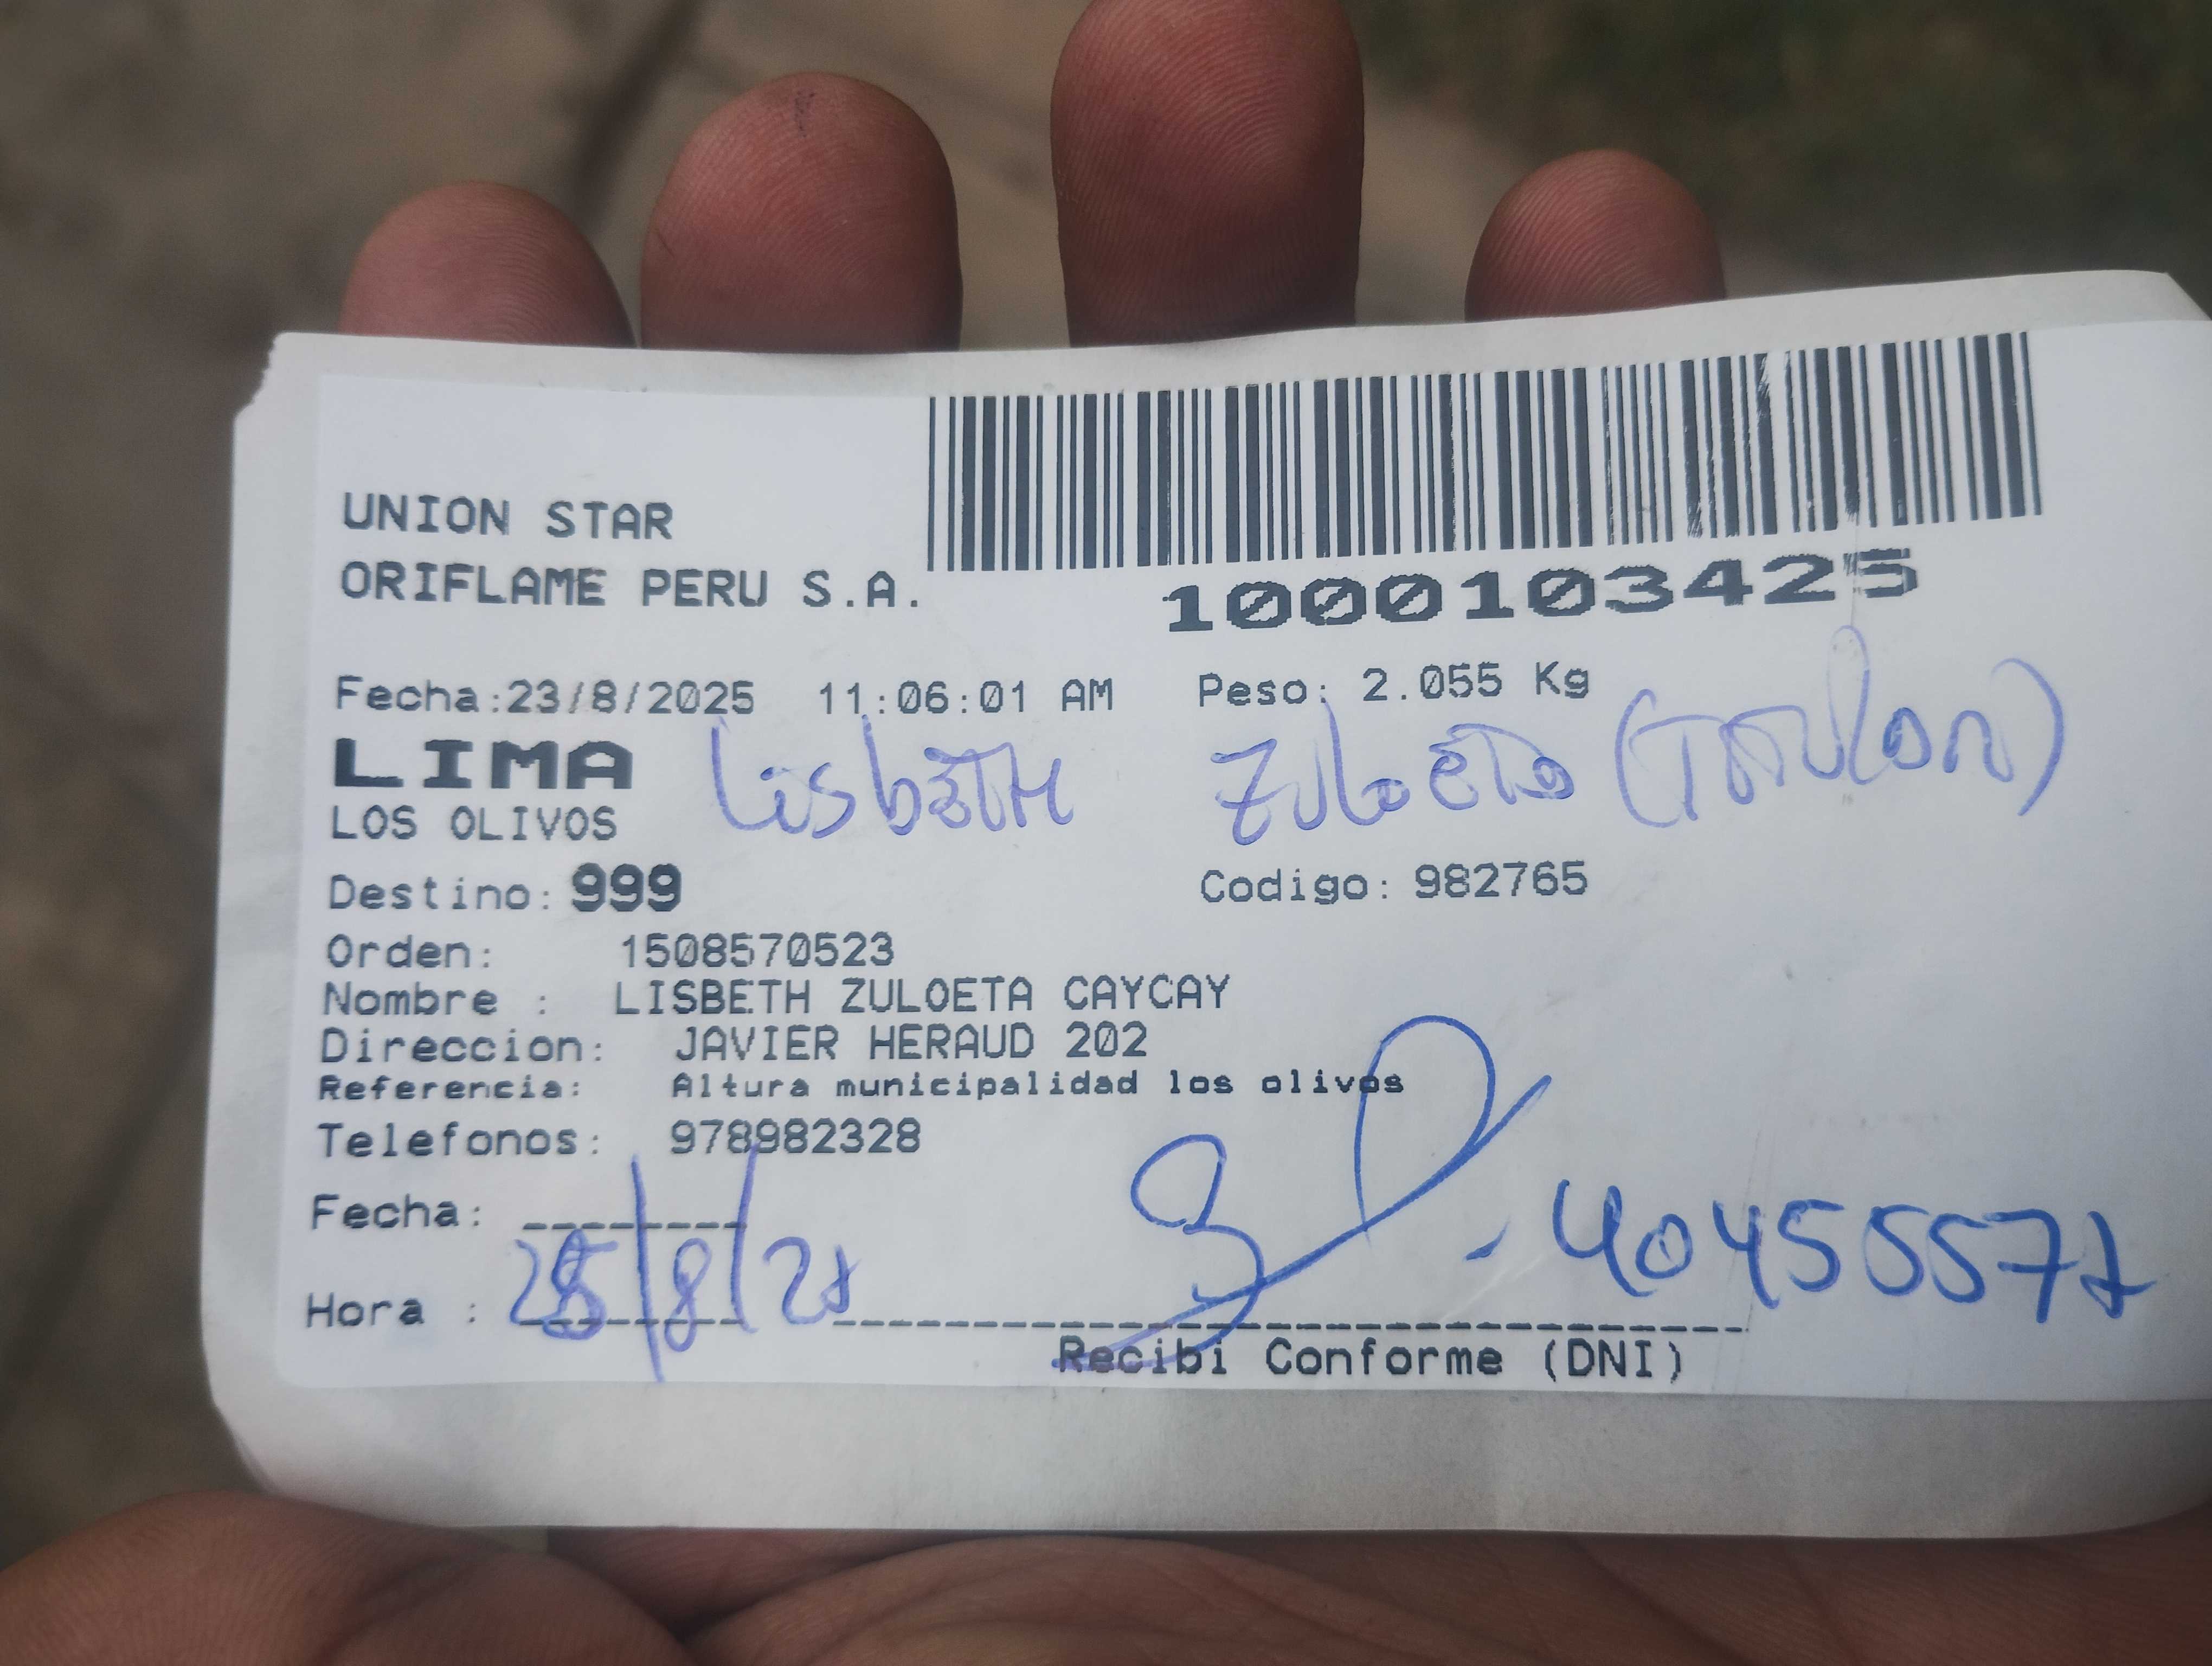 UNION STAR
ORIFLAME PERU S.A.
1000103425
Fecha:23/8/2025 11:06:01 AM Peso: 2.055 Kg
LIMA Lisbeth Zuloeta (Titular)
LOS OLIVOS
Destino: 999 Codigo: 982765
Orden: 1508570523
Nombre : LISBETH ZULOETA CAYCAY
Direccion: JAVIER HERAUD 202
Referencia: Altura municipalidad los olivos
Telefonos: 978982328
Fecha:
Hora : /8/
Recibi Conforme (DNI)